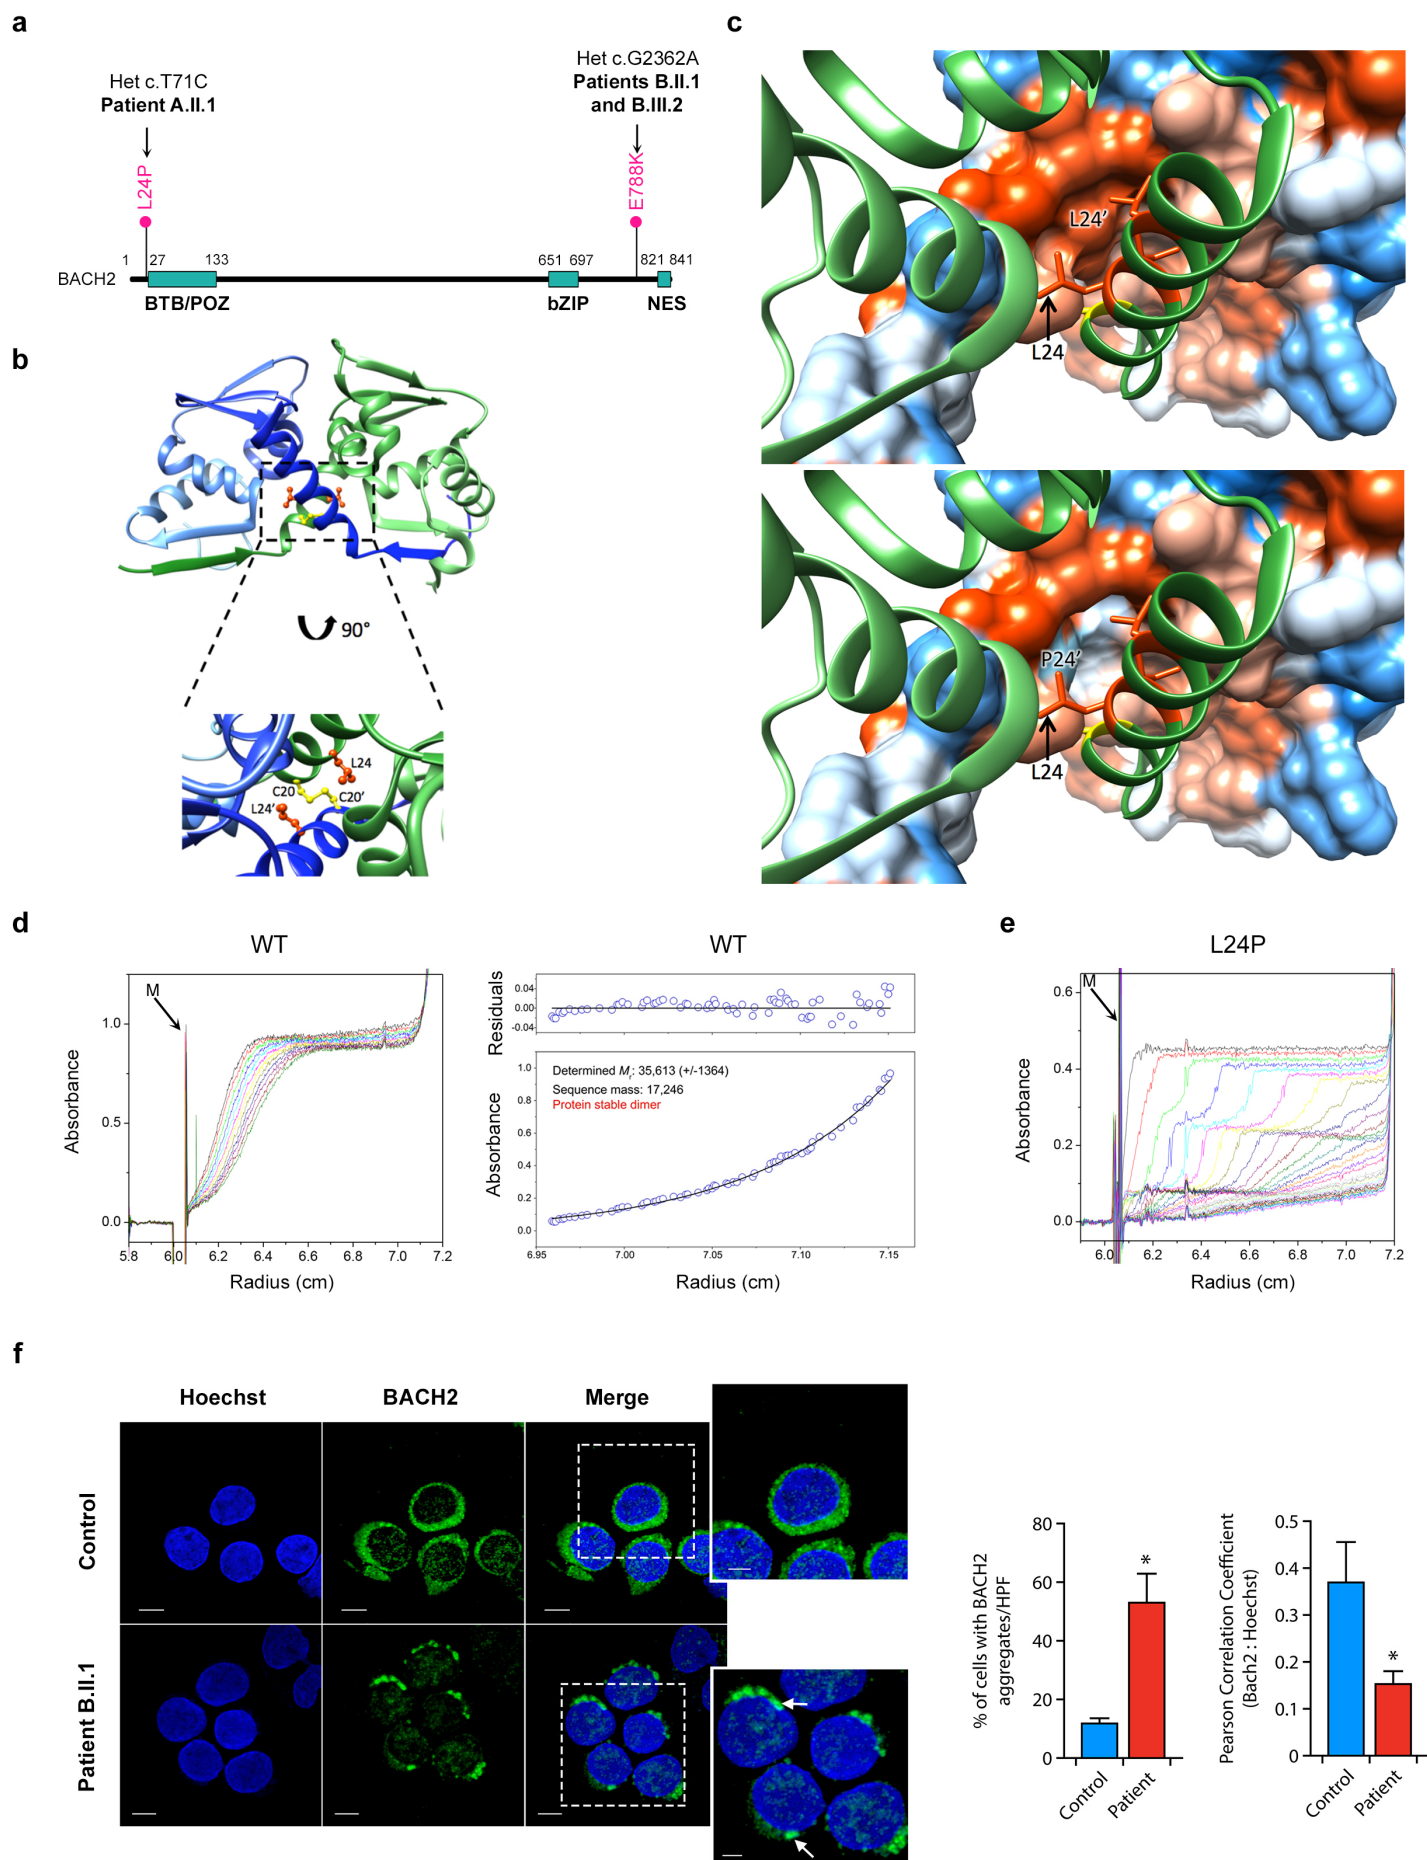 a
Het c.T71C
Patient A.II.1
Het c.G2362A
Patients B.II.1
and B.III.2
L24P
E788K
1
27
133
651
697
821
841
BACH2
BTB/POZ
bZIP
NES
b
90°
L24
C20
C20'
L24'
c
L24'
L24
P24'
L24
d
WT
M
Absorbance
1.0
0.5
0.0
5.8
6.0
6.2
6.4
6.6
6.8
7.0
7.2
Radius (cm)
WT
Residuals
0.04
0.00
-0.04
Determined Mr: 35,613 (+/-1364)
Sequence mass: 17,246
Protein stable dimer
Absorbance
1.0
0.8
0.6
0.4
0.2
0.0
6.95
7.00
7.05
7.10
7.15
Radius (cm)
e
L24P
M
Absorbance
0.6
0.4
0.2
0.0
6.0
6.2
6.4
6.6
6.8
7.0
7.2
Radius (cm)
f
Hoechst
BACH2
Merge
Control
Patient B.II.1
% of cells with BACH2
aggregates/HPF
80
60
40
20
0
*
Control
Patient
Pearson Correlation Coefficient
(Bach2 : Hoechst)
0.5
0.4
0.3
0.2
0.1
0
*
Control
Patient